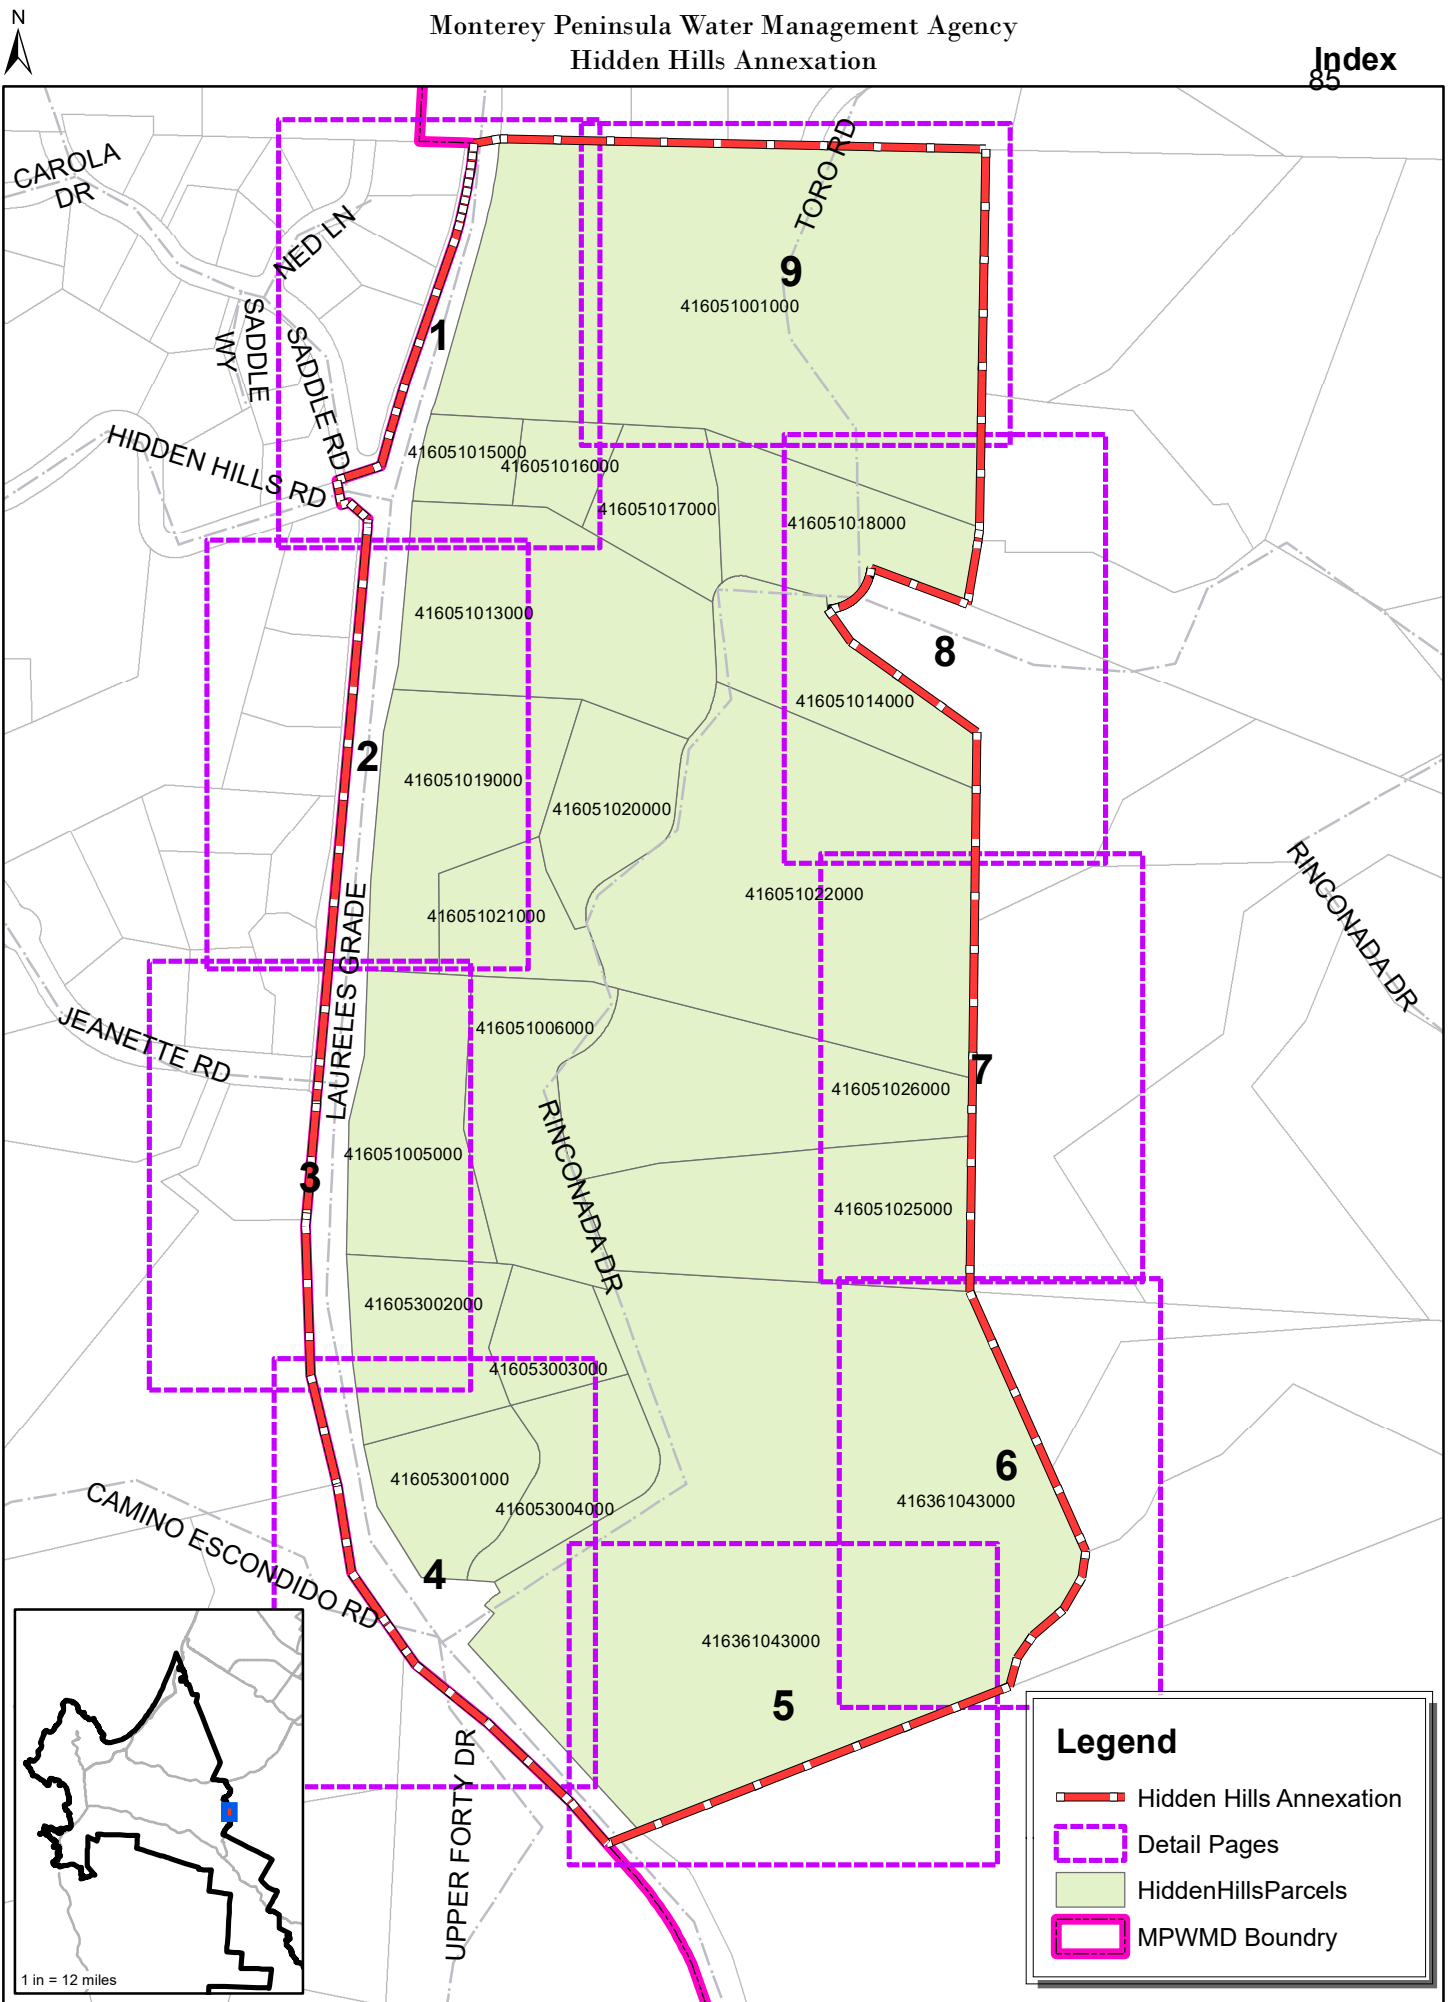 N
Monterey Peninsula Water Management Agency
Hidden Hills Annexation
Index
85
CAROLA
DR
NED LN
TORO RD
9
416051001000
SADDLE
WY
SADDLE RD
1
HIDDEN HILLS RD
416051015000
416051016000
416051017000
416051018000
416051013000
8
416051014000
2
416051019000
416051020000
416051022000
416051021000
RINCONADA DR
LAURELES GRADE
JEANETTE RD
416051006000
7
416051026000
RINCONADA DR
416051005000
3
416051025000
416053002000
416053003000
6
416053001000
416361043000
416053004000
CAMINO ESCONDIDO RD
4
416361043000
5
UPPER FORTY DR
Legend
Hidden Hills Annexation
Detail Pages
HiddenHillsParcels
MPWMD Boundry
1 in = 12 miles